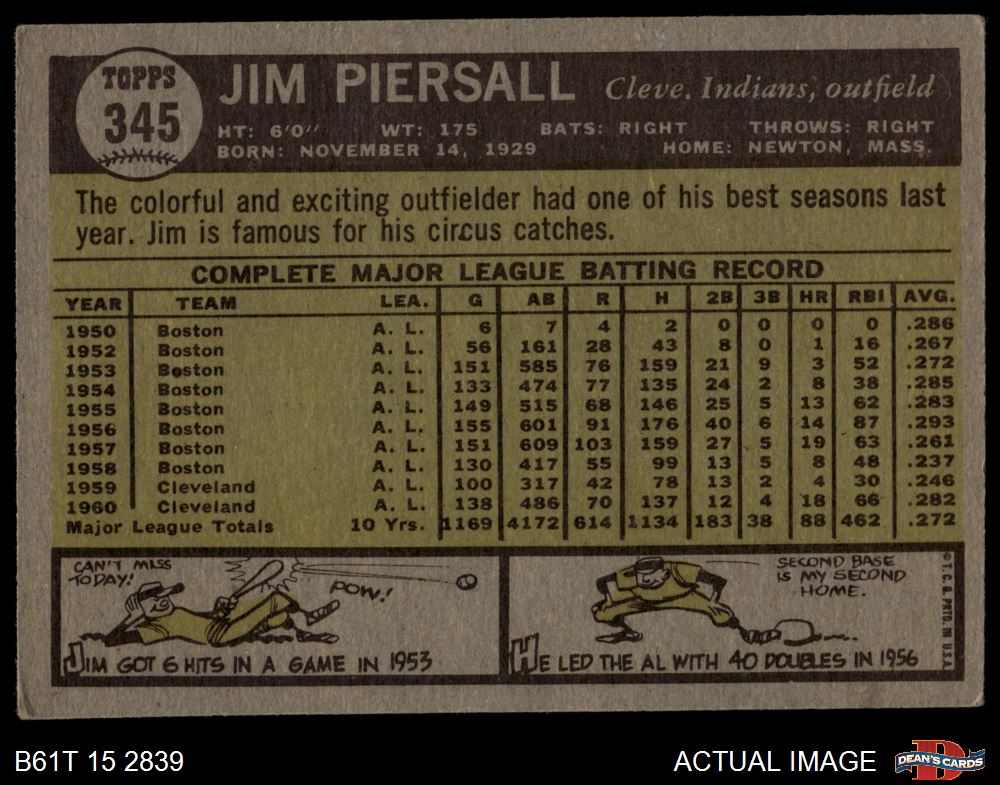 TOPPS
345
JIM PIERSALL Cleve. Indians, outfield
HT: 6'0" WT: 175 BATS: RIGHT THROWS: RIGHT
BORN: NOVEMBER 14, 1929 HOME: NEWTON, MASS.
The colorful and exciting outfielder had one of his best seasons last
year. Jim is famous for his circus catches.
COMPLETE MAJOR LEAGUE BATTING RECORD
YEAR TEAM LEA. G AB R H 2B 3B HR RBI AVG.
1950 Boston A. L. 6 7 4 2 0 0 0 0 .286
1952 Boston A. L. 56 161 28 43 8 0 1 16 .267
1953 Boston A. L. 151 585 76 159 21 9 3 52 .272
1954 Boston A. L. 133 474 77 135 24 2 8 38 .285
1955 Boston A. L. 149 515 68 146 25 5 13 62 .283
1956 Boston A. L. 155 601 91 176 40 6 14 87 .293
1957 Boston A. L. 151 609 103 159 27 5 19 63 .261
1958 Boston A. L. 130 417 55 99 13 5 8 48 .237
1959 Cleveland A. L. 100 317 42 78 13 2 4 30 .246
1960 Cleveland A. L. 138 486 70 137 12 4 18 66 .282
Major League Totals 10 Yrs. 1169 4172 614 1134 183 38 88 462 .272
CAN'T MISS
TODAY!
POW!
JIM GOT 6 HITS IN A GAME IN 1953
SECOND BASE
IS MY SECOND
HOME.
HE LED THE AL WITH 40 DOUBLES IN 1956
© T. C. G. PRTD. IN U.S.A.
B61T 15 2839
ACTUAL IMAGE
DEAN'S CARDS